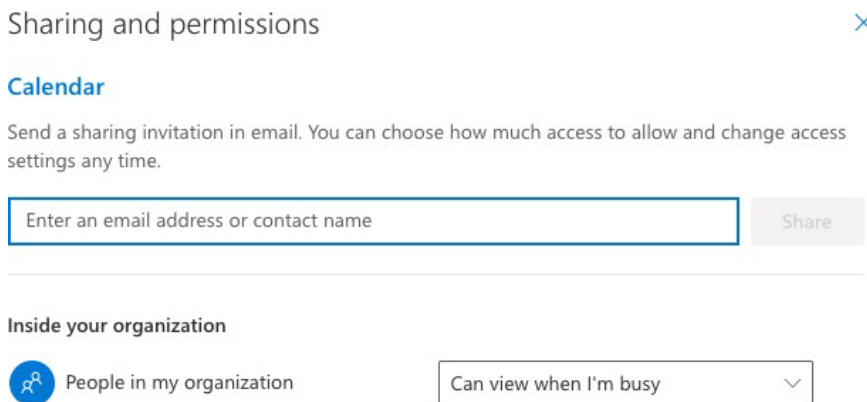 Sharing and permissions
Calendar
Send a sharing invitation in email. You can choose how much access to allow and change access
settings any time.
Enter an email address or contact name
Share
Inside your organization
People in my organization
Can view when I'm busy